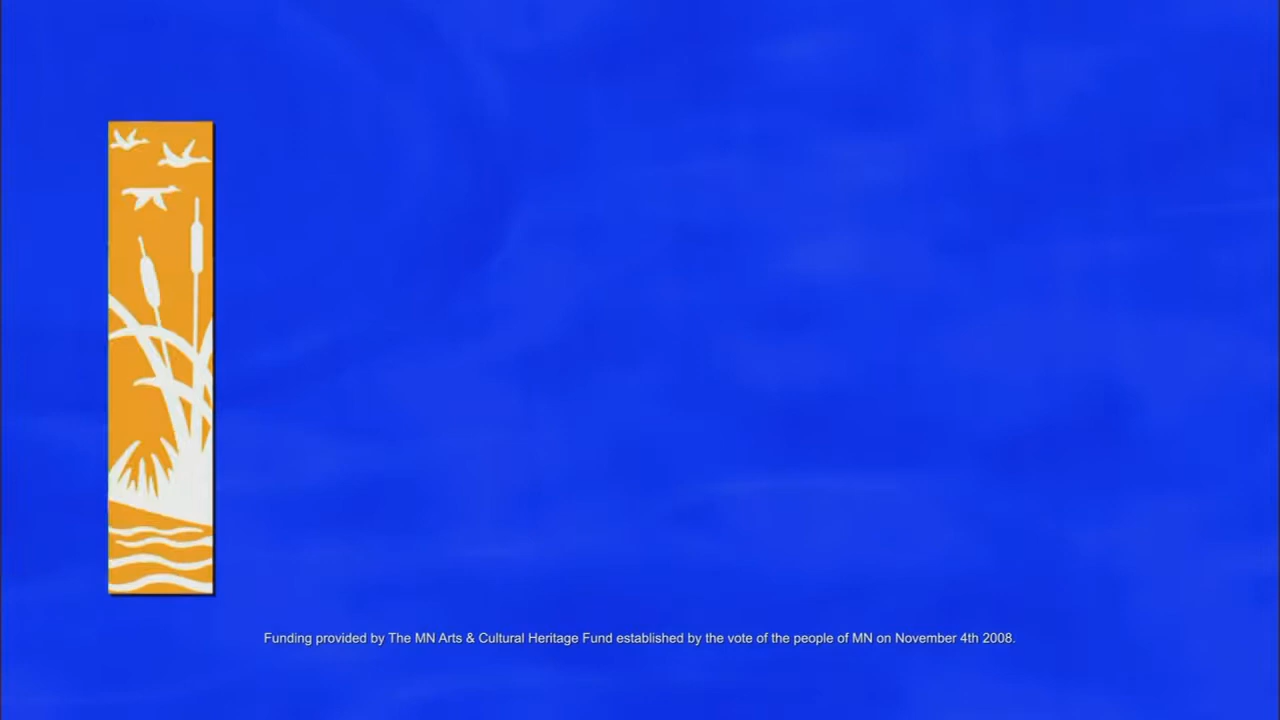 Funding provided by The MN Arts & Cultural Heritage Fund established by the vote of the people of MN on November 4th 2008.